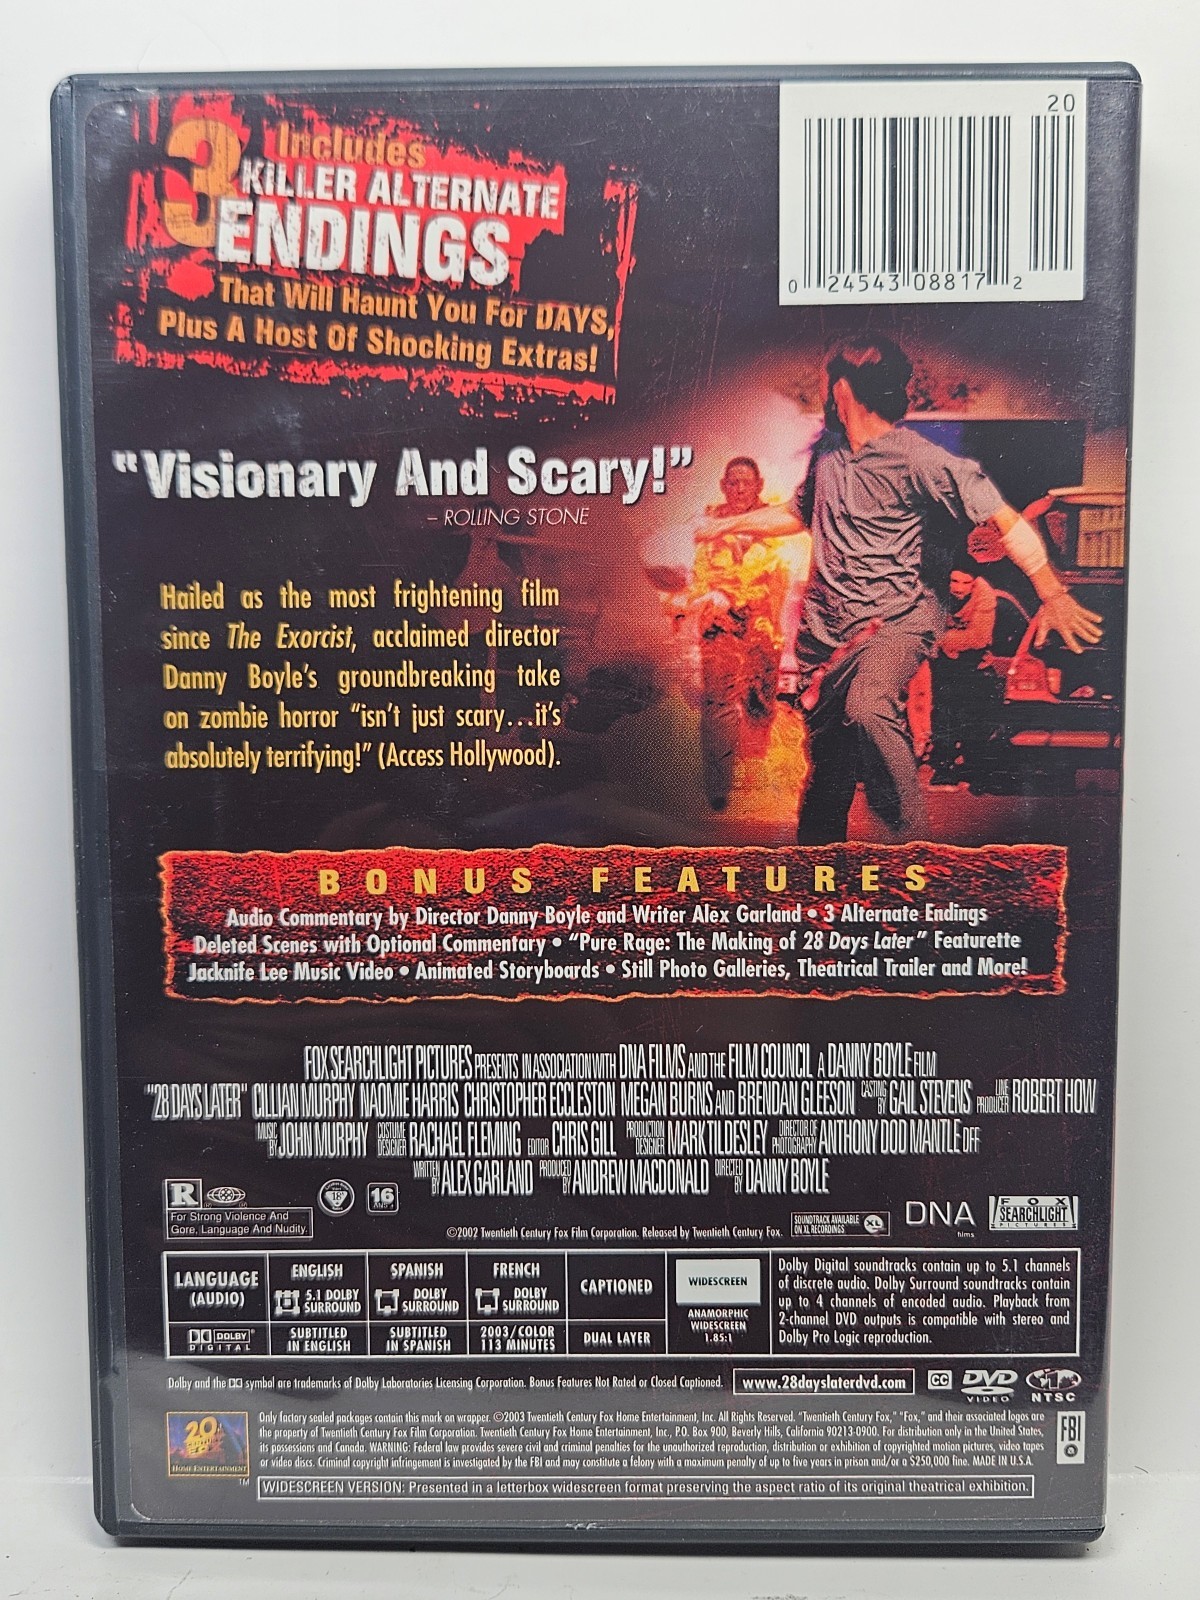 20
0 24543 08817 2
Includes
3 KILLER ALTERNATE
ENDINGS
That Will Haunt You For DAYS,
Plus A Host Of Shocking Extras!
"Visionary And Scary!"
– ROLLING STONE
Hailed as the most frightening film
since The Exorcist, acclaimed director
Danny Boyle's groundbreaking take
on zombie horror "isn't just scary...it's
absolutely terrifying!" (Access Hollywood).
BONUS FEATURES
Audio Commentary by Director Danny Boyle and Writer Alex Garland • 3 Alternate Endings
Deleted Scenes with Optional Commentary • "Pure Rage: The Making of 28 Days Later" Featurette
Jacknife Lee Music Video • Animated Storyboards • Still Photo Galleries, Theatrical Trailer and More!
FOX SEARCHLIGHT PICTURES PRESENTS IN ASSOCIATION WITH DNA FILMS AND THE FILM COUNCIL A DANNY BOYLE FILM
"28 DAYS LATER" CILLIAN MURPHY NAOMIE HARRIS CHRISTOPHER ECCLESTON MEGAN BURNS AND BRENDAN GLEESON CASTING BY GAIL STEVENS LINE PRODUCER ROBERT HOW
MUSIC BY JOHN MURPHY COSTUME DESIGNER RACHAEL FLEMING EDITOR CHRIS GILL PRODUCTION DESIGNER MARK TILDESLEY DIRECTOR OF PHOTOGRAPHY ANTHONY DOD MANTLE DFF
WRITTEN BY ALEX GARLAND PRODUCED BY ANDREW MACDONALD DIRECTED BY DANNY BOYLE
R
For Strong Violence And
Gore, Language And Nudity.
18
16
©2002 Twentieth Century Fox Film Corporation. Released by Twentieth Century Fox.
SOUNDTRACK AVAILABLE
ON XL RECORDINGS
XL
DNA
films
FOX
SEARCHLIGHT
PICTURES
LANGUAGE
(AUDIO)
ENGLISH
5.1 DOLBY
SURROUND
SPANISH
DOLBY
SURROUND
FRENCH
DOLBY
SURROUND
CAPTIONED
DOLBY
DIGITAL
SUBTITLED
IN ENGLISH
SUBTITLED
IN SPANISH
2003/COLOR
113 MINUTES
DUAL LAYER
WIDESCREEN
ANAMORPHIC
WIDESCREEN
1.85:1
Dolby Digital soundtracks contain up to 5.1 channels
of discrete audio. Dolby Surround soundtracks contain
up to 4 channels of encoded audio. Playback from
2-channel DVD outputs is compatible with stereo and
Dolby Pro Logic reproduction.
Dolby and the DD symbol are trademarks of Dolby Laboratories Licensing Corporation. Bonus Features Not Rated or Closed Captioned.
www.28dayslaterdvd.com
CC
DVD
VIDEO
NTSC
20th
CENTURY
FOX
HOME ENTERTAINMENT
TM
Only factory sealed packages contain this mark on wrapper. ©2003 Twentieth Century Fox Home Entertainment, Inc. All Rights Reserved. "Twentieth Century Fox," "Fox," and their associated logos are
the property of Twentieth Century Fox Film Corporation. Twentieth Century Fox Home Entertainment, Inc., P.O. Box 900, Beverly Hills, California 90213-0900. For distribution only in the United States,
its possessions and Canada. WARNING: Federal law provides severe civil and criminal penalties for the unauthorized reproduction, distribution or exhibition of copyrighted motion pictures, video tapes
or video discs. Criminal copyright infringement is investigated by the FBI and may constitute a felony with a maximum penalty of up to five years in prison and/or a $250,000 fine. MADE IN U.S.A.
FBI
WIDESCREEN VERSION: Presented in a letterbox widescreen format preserving the aspect ratio of its original theatrical exhibition.